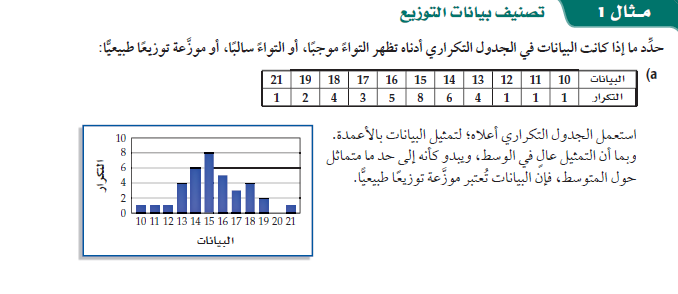 مثال 1 تصنيف بيانات التوزيع
حدِّد ما إذا كانت البيانات في الجدول التكراري أدناه تظهر التواءً موجبًا، أو التواءً سالبًا، أو موزَّعة توزيعًا طبيعيًّا:
(a
البيانات 10 11 12 13 14 15 16 17 18 19 21
التكرار 1 1 1 4 6 8 5 3 4 2 1
استعمل الجدول التكراري أعلاه؛ لتمثيل البيانات بالأعمدة.
وبما أن التمثيل عالٍ في الوسط، ويبدو كأنه إلى حد ما متماثل
حول المتوسط، فإن البيانات تُعتبر موزَّعة توزيعًا طبيعيًّا.
التكرار
10
8
6
4
2
0
10 11 12 13 14 15 16 17 18 19 20 21
البيانات